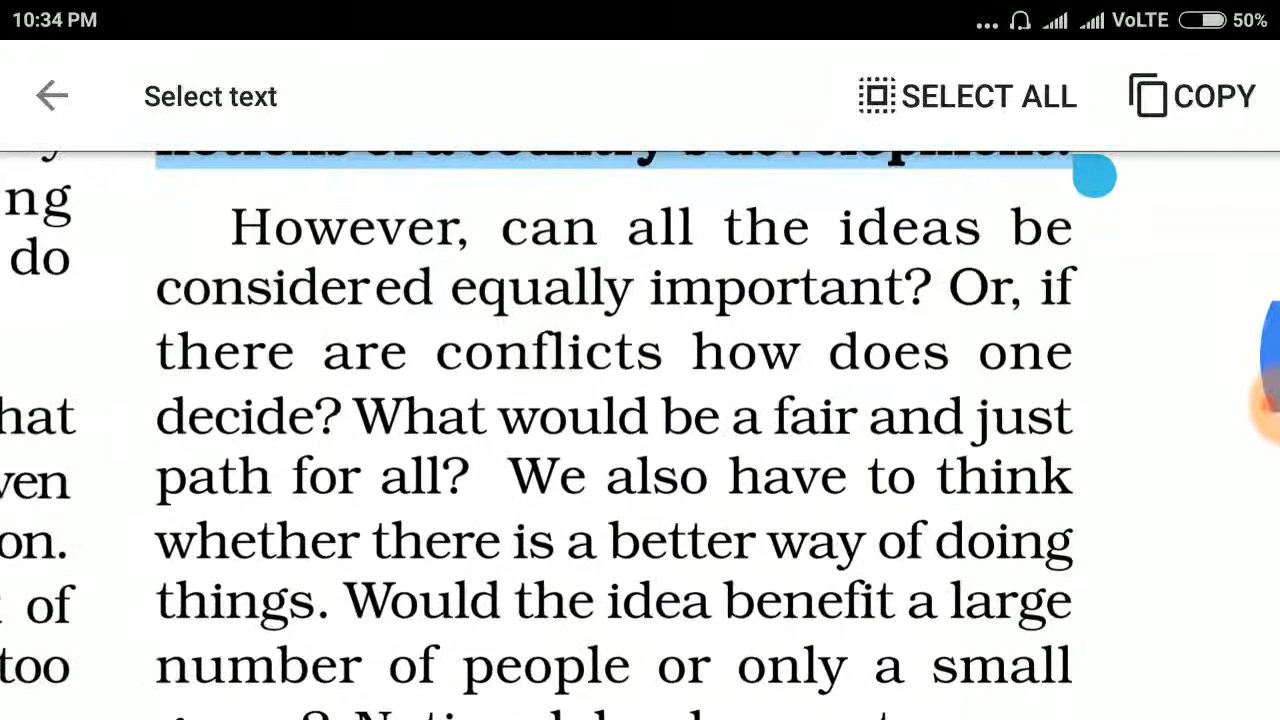 10:34 PM
... VoLTE 50%
Select text
SELECT ALL
COPY
ng
do
hat
ven
on.
of
too
However, can all the ideas be
considered equally important? Or, if
there are conflicts how does one
decide? What would be a fair and just
path for all? We also have to think
whether there is a better way of doing
things. Would the idea benefit a large
number of people or only a small